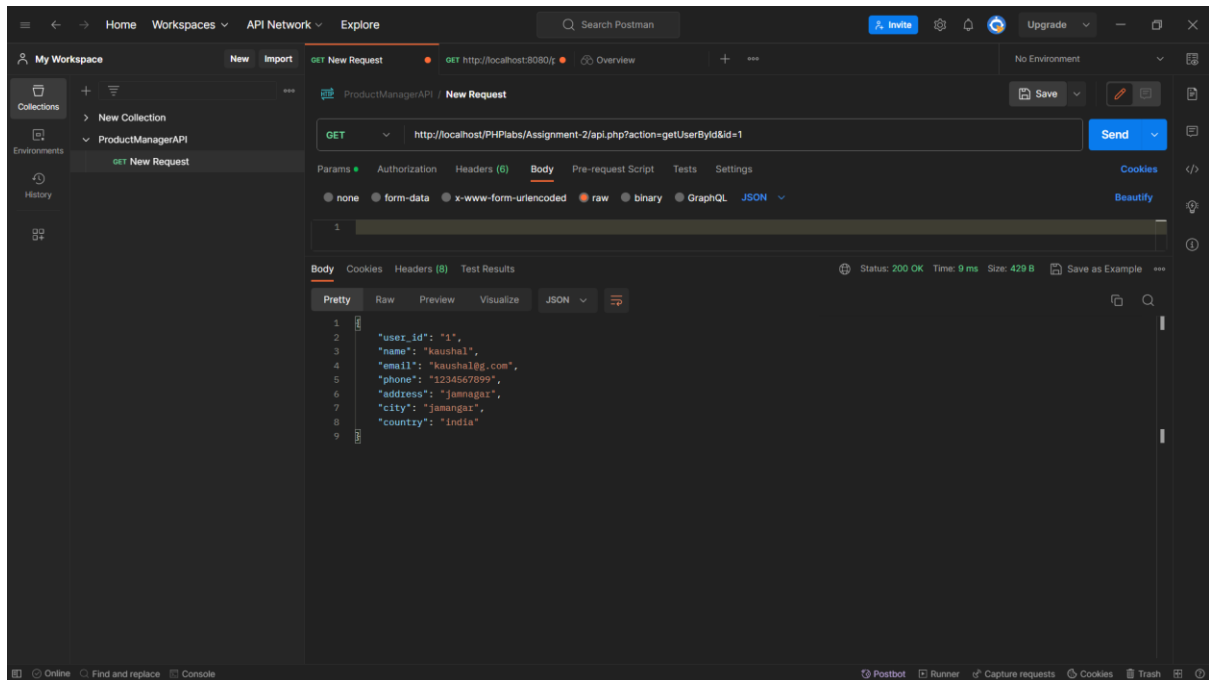 Home Workspaces API Network Explore Search Postman Invite Upgrade
My Workspace New Import GET New Request GET http://localhost:8080/p Overview No Environment
Collections
Environments
History
New Collection
ProductManagerAPI
GET New Request
HTTP ProductManagerAPI / New Request Save
GET http://localhost/PHPlabs/Assignment-2/api.php?action=getUserById&id=1 Send
Params Authorization Headers (6) Body Pre-request Script Tests Settings Cookies
none form-data x-www-form-urlencoded raw binary GraphQL JSON Beautify
1
Body Cookies Headers (8) Test Results Status: 200 OK Time: 9 ms Size: 429 B Save as Example
Pretty Raw Preview Visualize JSON
1 {
2 "user_id": "1",
3 "name": "kaushal",
4 "email": "kaushal@g.com",
5 "phone": "1234567899",
6 "address": "jamnagar",
7 "city": "jamangar",
8 "country": "india"
9 }
Online Find and replace Console Postbot Runner Capture requests Cookies Trash